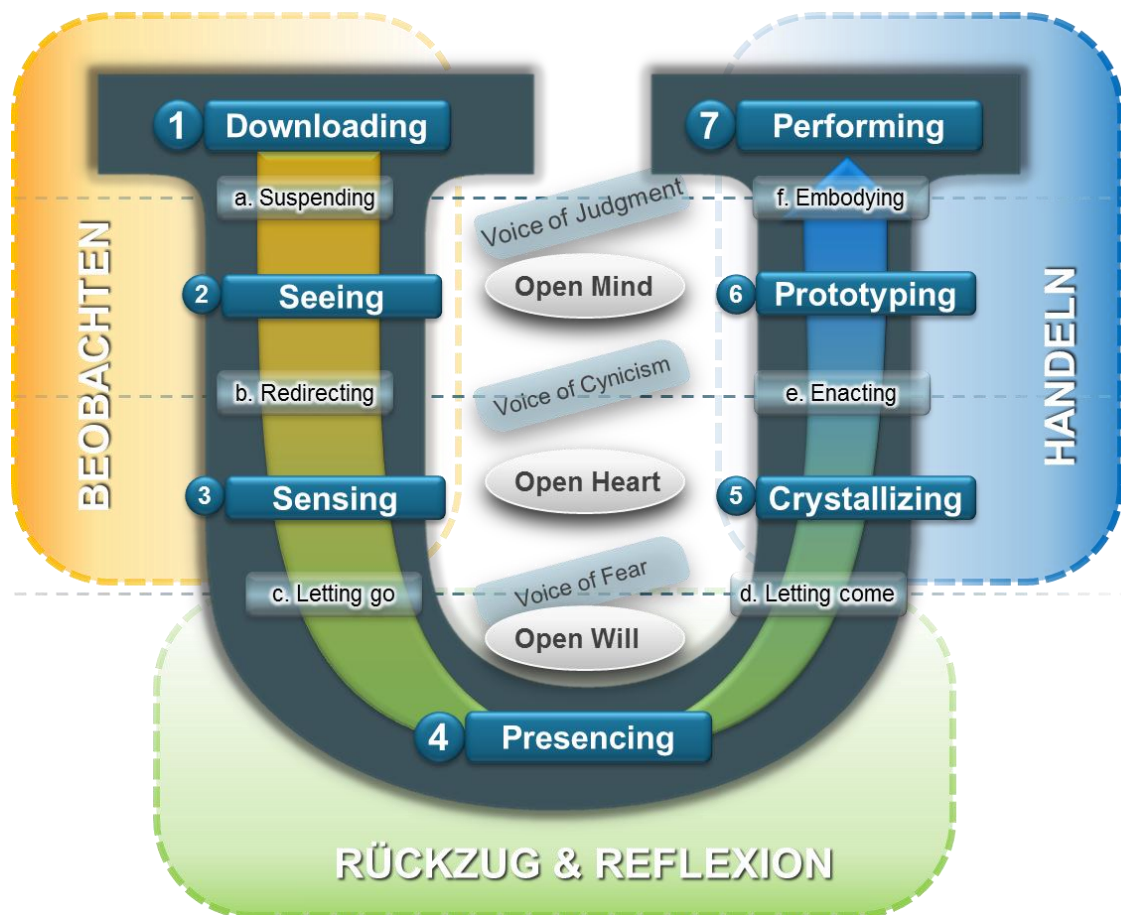 1 Downloading
7 Performing
a. Suspending
Voice of Judgment
f. Embodying
2 Seeing
Open Mind
6 Prototyping
BEOBACHTEN
HANDELN
b. Redirecting
Voice of Cynicism
e. Enacting
3 Sensing
Open Heart
5 Crystallizing
c. Letting go
Voice of Fear
d. Letting come
Open Will
4 Presencing
RÜCKZUG & REFLEXION